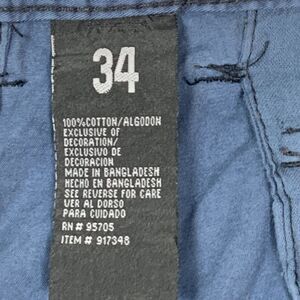 34
100%COTTON/ALGODON
EXCLUSIVE OF
DECORATION/
EXCLUSIVO DE
DECORACION
MADE IN BANGLADESH
HECHO EN BANGLADESH
SEE REVERSE FOR CARE
VER AL DORSO
PARA CUIDADO
RN # 95705
ITEM # 917348